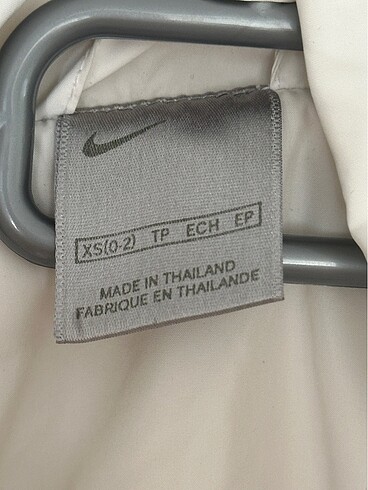 XS(0-2) TP ECH EP
MADE IN THAILAND
FABRIQUE EN THAILANDE